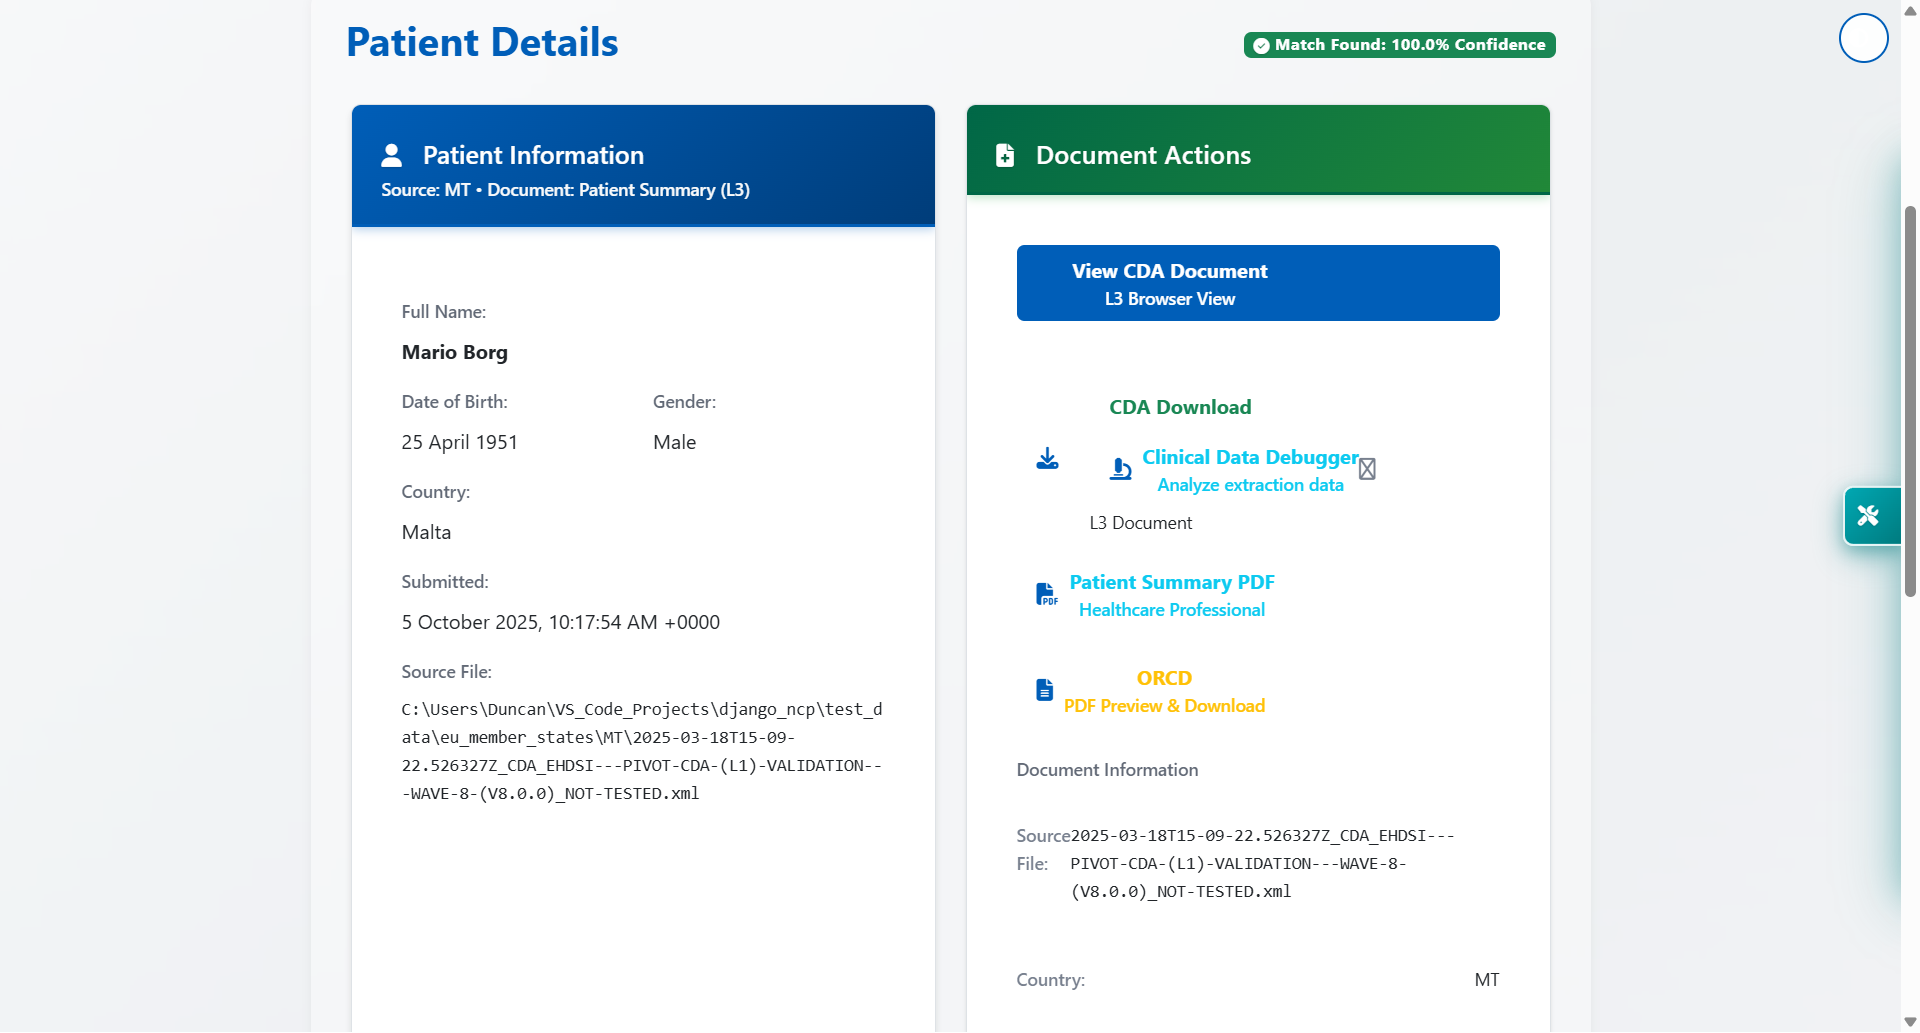 Patient Details
Match Found: 100.0% Confidence
Patient Information
Source: MT • Document: Patient Summary (L3)
Full Name:
Mario Borg
Date of Birth:
Gender:
25 April 1951
Male
Country:
Malta
Submitted:
5 October 2025, 10:17:54 AM +0000
Source File:
C:\Users\Duncan\VS_Code_Projects\django_ncp\test_d
ata\eu_member_states\MT\2025-03-18T15-09-
22.526327Z_CDA_EHDSI---PIVOT-CDA-(L1)-VALIDATION--
-WAVE-8-(V8.0.0)_NOT-TESTED.xml
Document Actions
View CDA Document
L3 Browser View
CDA Download
Clinical Data Debugger
Analyze extraction data
L3 Document
Patient Summary PDF
Healthcare Professional
ORCD
PDF Preview & Download
Document Information
Source File:
2025-03-18T15-09-22.526327Z_CDA_EHDSI---
PIVOT-CDA-(L1)-VALIDATION---WAVE-8-
(V8.0.0)_NOT-TESTED.xml
Country:
MT